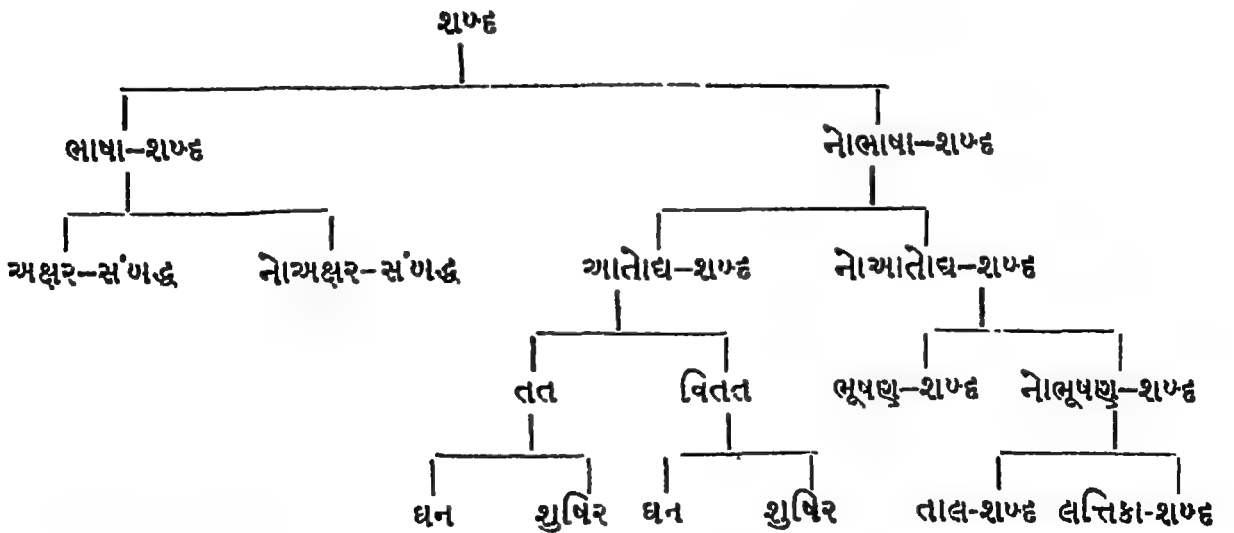 શબ્દ
ભાષા–શબ્દ નોભાષા–શબ્દ
અક્ષર–સંબદ્ધ નોઅક્ષર–સંબદ્ધ આતોદ્ય–શબ્દ નોઆતોદ્ય–શબ્દ
તત વિતત ભૂષણ–શબ્દ નોભૂષણ–શબ્દ
ઘન શુષિર ઘન શુષિર તાલ-શબ્દ લત્તિકા-શબ્દ